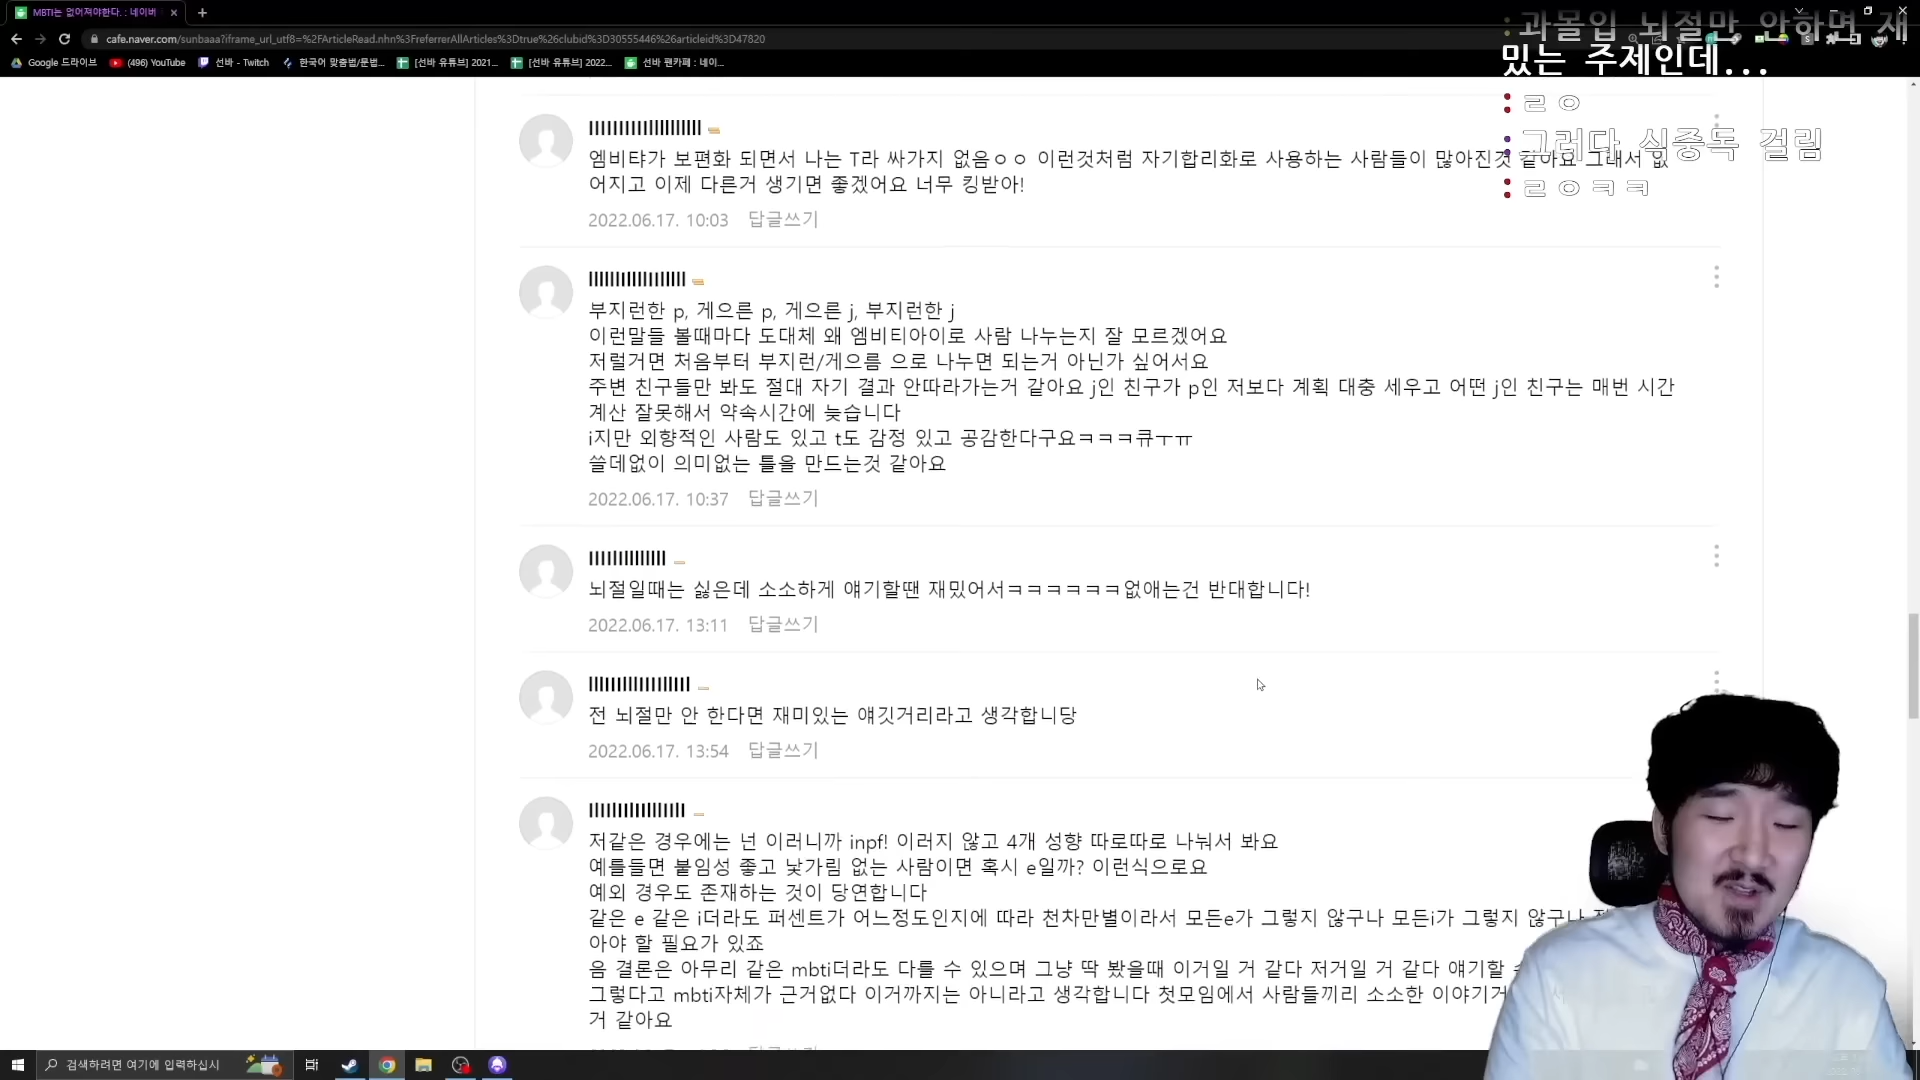 MBTI는 없어져야한다. : 네이버
cafe.naver.com/sunbaaa?iframe_url_utf8=%2FArticleRead.nhn%3FreferrerAllArticles%3Dtrue%26clubid%3D30555446%26articleid%3D47820
Google 드라이브 (496) YouTube 선바 - Twitch 한국어 맞춤법/문법... [선바 유튜브] 2021... [선바 유튜브] 2022... 선바 팬카페 : 네이...
: 과몰입 뇌절만 안하면 재
밌는 주제인데...
: ㄹㅇ
: 그러다 식중독 걸림
: ㄹㅇㅋㅋ
엠비탸가 보편화 되면서 나는 T라 싸가지 없음ㅇㅇ 이런것처럼 자기합리화로 사용하는 사람들이 많아진것 같아요 그래서 없
어지고 이제 다른거 생기면 좋겠어요 너무 킹받아!
2022.06.17. 10:03 답글쓰기
부지런한 p, 게으른 p, 게으른 j, 부지런한 j
이런말들 볼때마다 도대체 왜 엠비티아이로 사람 나누는지 잘 모르겠어요
저럴거면 처음부터 부지런/게으름 으로 나누면 되는거 아닌가 싶어서요
주변 친구들만 봐도 절대 자기 결과 안따라가는거 같아요 j인 친구가 p인 저보다 계획 대충 세우고 어떤 j인 친구는 매번 시간
계산 잘못해서 약속시간에 늦습니다
i지만 외향적인 사람도 있고 t도 감정 있고 공감한다구요ㅋㅋㅋ큐ㅜㅠ
쓸데없이 의미없는 틀을 만드는것 같아요
2022.06.17. 10:37 답글쓰기
뇌절일때는 싫은데 소소하게 얘기할땐 재밌어서ㅋㅋㅋㅋㅋㅋ없애는건 반대합니다!
2022.06.17. 13:11 답글쓰기
전 뇌절만 안 한다면 재미있는 얘깃거리라고 생각합니당
2022.06.17. 13:54 답글쓰기
저같은 경우에는 넌 이러니까 inpf! 이러지 않고 4개 성향 따로따로 나눠서 봐요
예틀들면 붙임성 좋고 낯가림 없는 사람이면 혹시 e일까? 이런식으로요
예외 경우도 존재하는 것이 당연합니다
같은 e 같은 i더라도 퍼센트가 어느정도인지에 따라 천차만별이라서 모든e가 그렇지 않구나 모든i가 그렇지 않구나
아야 할 필요가 있죠
음 결론은 아무리 같은 mbti더라도 다를 수 있으며 그냥 딱 봤을때 이거일 거 같다 저거일 거 같다 얘기할
그렇다고 mbti자체가 근거없다 이거까지는 아니라고 생각합니다 첫모임에서 사람들끼리 소소한
거 같아요
검색하려면 여기에 입력하십시